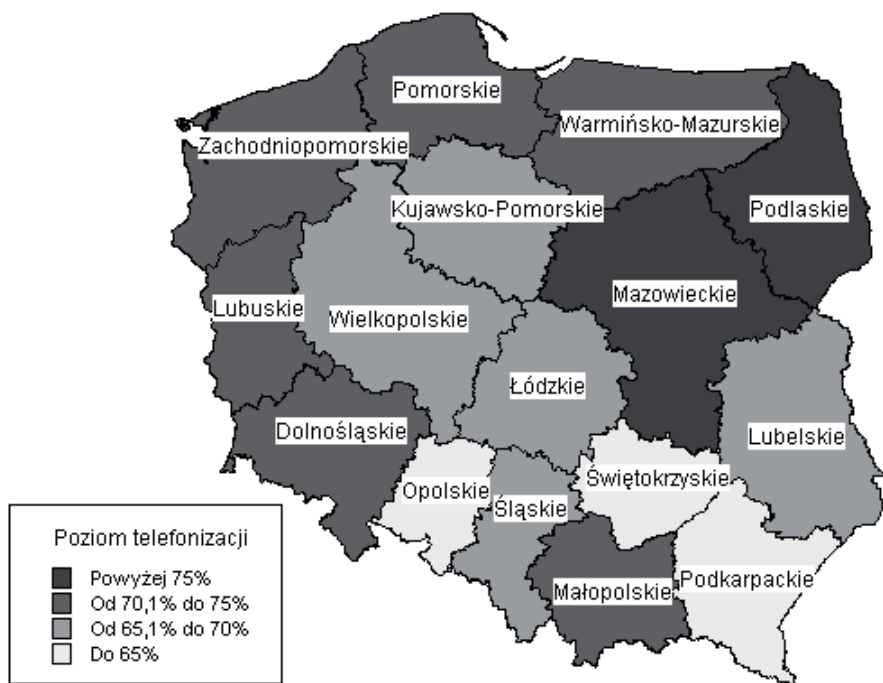 Pomorskie
Warmińsko-Mazurskie
Zachodniopomorskie
Kujawsko-Pomorskie
Podlaskie
Mazowieckie
Lubuskie
Wielkopolskie
Łódzkie
Dolnośląskie
Lubelskie
Opolskie
Śląskie
Świętokrzyskie
Małopolskie
Podkarpackie
Poziom telefonizacji
Powyżej 75%
Od 70,1% do 75%
Od 65,1% do 70%
Do 65%